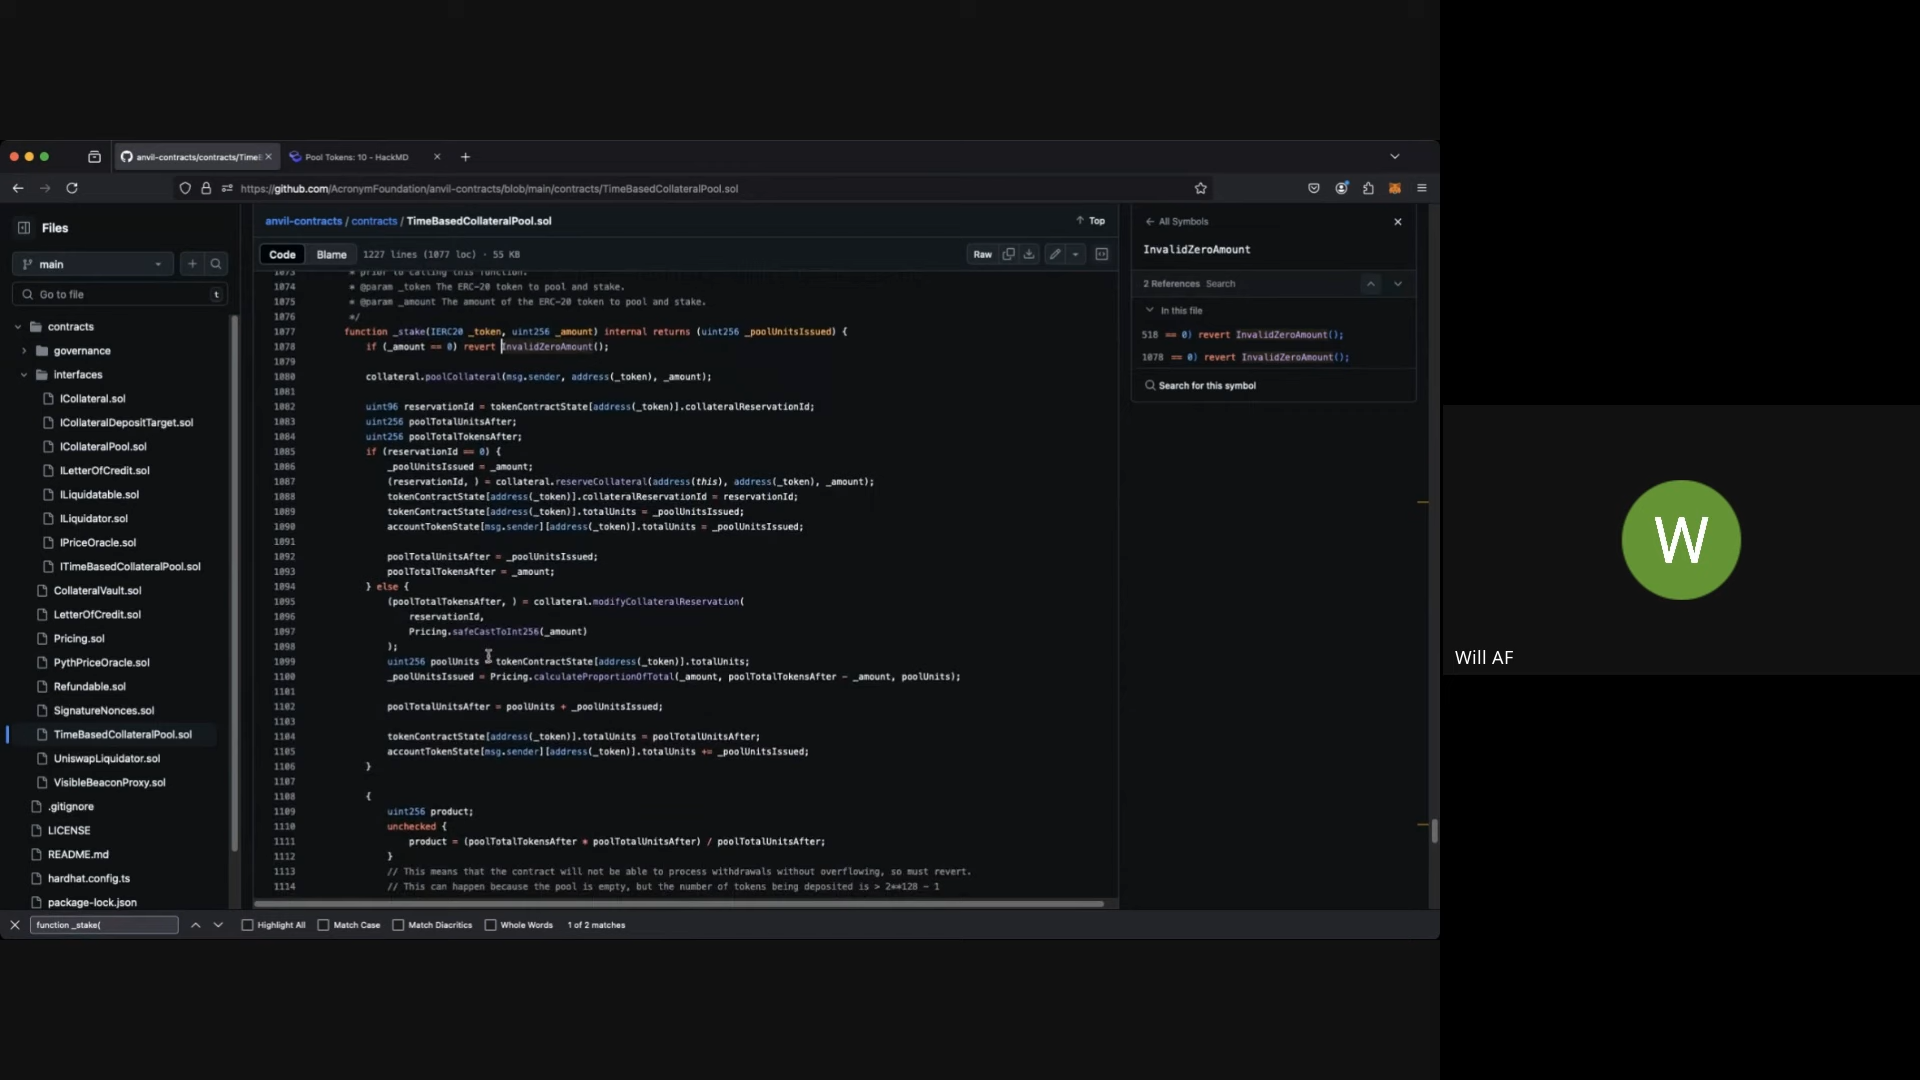 anvil-contracts/contracts/TimeB
Pool Tokens: 10 - HackMD
https://github.com/AcronymFoundation/anvil-contracts/blob/main/contracts/TimeBasedCollateralPool.sol
Files
main
Go to file
t
contracts
governance
interfaces
ICollateral.sol
ICollateralDepositTarget.sol
ICollateralPool.sol
ILetterOfCredit.sol
ILiquidatable.sol
ILiquidator.sol
IPriceOracle.sol
ITimeBasedCollateralPool.sol
CollateralVault.sol
LetterOfCredit.sol
Pricing.sol
PythPriceOracle.sol
Refundable.sol
SignatureNonces.sol
TimeBasedCollateralPool.sol
UniswapLiquidator.sol
VisibleBeaconProxy.sol
.gitignore
LICENSE
README.md
hardhat.config.ts
package-lock.json
anvil-contracts / contracts / TimeBasedCollateralPool.sol
Top
Code
Blame
1227 lines (1077 loc) · 55 KB
Raw
1073 * prior to calling this function.
1074 * @param _token The ERC-20 token to pool and stake.
1075 * @param _amount The amount of the ERC-20 token to pool and stake.
1076 */
1077 function _stake(IERC20 _token, uint256 _amount) internal returns (uint256 _poolUnitsIssued) {
1078 if (_amount == 0) revert InvalidZeroAmount();
1079
1080 collateral.poolCollateral(msg.sender, address(_token), _amount);
1081
1082 uint96 reservationId = tokenContractState[address(_token)].collateralReservationId;
1083 uint256 poolTotalUnitsAfter;
1084 uint256 poolTotalTokensAfter;
1085 if (reservationId == 0) {
1086 _poolUnitsIssued = _amount;
1087 (reservationId, ) = collateral.reserveCollateral(address(this), address(_token), _amount);
1088 tokenContractState[address(_token)].collateralReservationId = reservationId;
1089 tokenContractState[address(_token)].totalUnits = _poolUnitsIssued;
1090 accountTokenState[msg.sender][address(_token)].totalUnits = _poolUnitsIssued;
1091
1092 poolTotalUnitsAfter = _poolUnitsIssued;
1093 poolTotalTokensAfter = _amount;
1094 } else {
1095 (poolTotalTokensAfter, ) = collateral.modifyCollateralReservation(
1096 reservationId,
1097 Pricing.safeCastToInt256(_amount)
1098 );
1099 uint256 poolUnits = tokenContractState[address(_token)].totalUnits;
1100 _poolUnitsIssued = Pricing.calculateProportionOfTotal(_amount, poolTotalTokensAfter - _amount, poolUnits);
1101
1102 poolTotalUnitsAfter = poolUnits + _poolUnitsIssued;
1103
1104 tokenContractState[address(_token)].totalUnits = poolTotalUnitsAfter;
1105 accountTokenState[msg.sender][address(_token)].totalUnits += _poolUnitsIssued;
1106 }
1107
1108 {
1109 uint256 product;
1110 unchecked {
1111 product = (poolTotalTokensAfter * poolTotalUnitsAfter) / poolTotalUnitsAfter;
1112 }
1113 // This means that the contract will not be able to process withdrawals without overflowing, so must revert.
1114 // This can happen because the pool is empty, but the number of tokens being deposited is > 2**128 - 1
All Symbols
InvalidZeroAmount
2 References Search
In this file
518 == 0) revert InvalidZeroAmount();
1078 == 0) revert InvalidZeroAmount();
Search for this symbol
function _stake(
Highlight All
Match Case
Match Diacritics
Whole Words
1 of 2 matches
W
Will AF